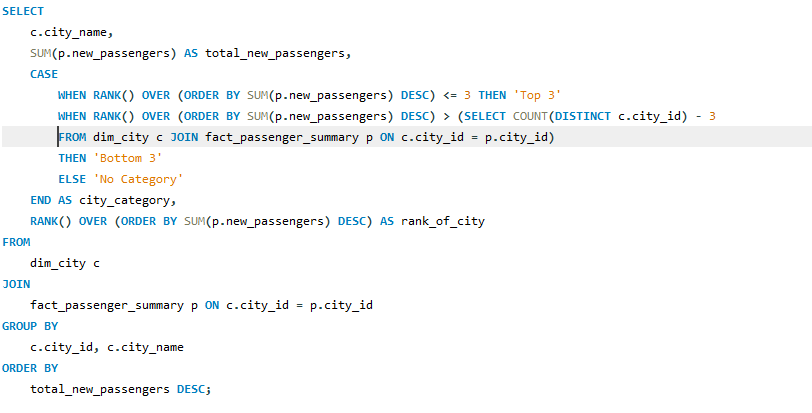 SELECT
c.city_name,
SUM(p.new_passengers) AS total_new_passengers,
CASE
WHEN RANK() OVER (ORDER BY SUM(p.new_passengers) DESC) <= 3 THEN 'Top 3'
WHEN RANK() OVER (ORDER BY SUM(p.new_passengers) DESC) > (SELECT COUNT(DISTINCT c.city_id) - 3
FROM dim_city c JOIN fact_passenger_summary p ON c.city_id = p.city_id)
THEN 'Bottom 3'
ELSE 'No Category'
END AS city_category,
RANK() OVER (ORDER BY SUM(p.new_passengers) DESC) AS rank_of_city
FROM
dim_city c
JOIN
fact_passenger_summary p ON c.city_id = p.city_id
GROUP BY
c.city_id, c.city_name
ORDER BY
total_new_passengers DESC;